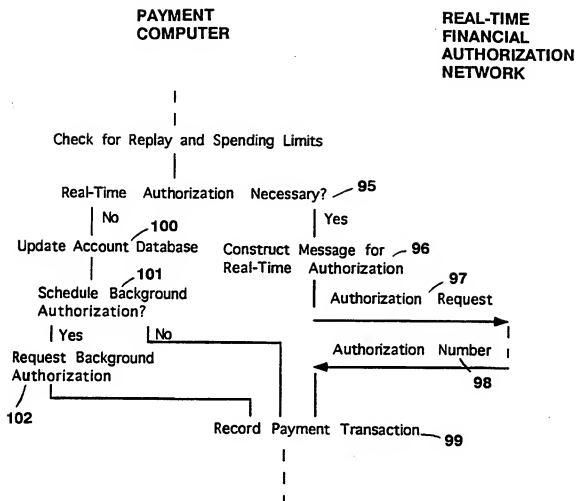 PAYMENT
COMPUTER
REAL-TIME
FINANCIAL
AUTHORIZATION
NETWORK
Check for Replay and Spending Limits
Real-Time Authorization Necessary? 95
No
Yes
100
Update Account Database
Construct Message for 96
Real-Time Authorization
101
Schedule Background
Authorization?
97
Authorization Request
Yes
No
Authorization Number
98
Request Background
Authorization
102
Record Payment Transaction 99